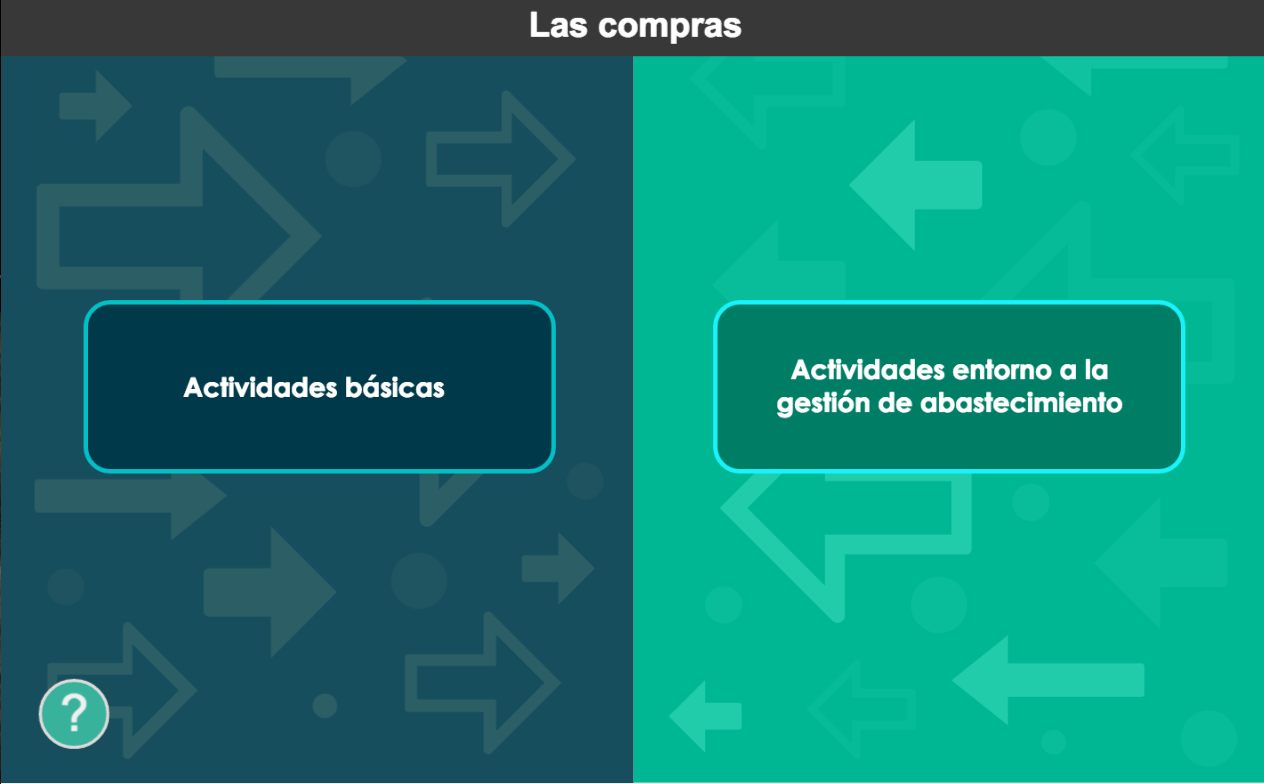 Las compras
Actividades básicas
Actividades entorno a la
gestión de abastecimiento
?